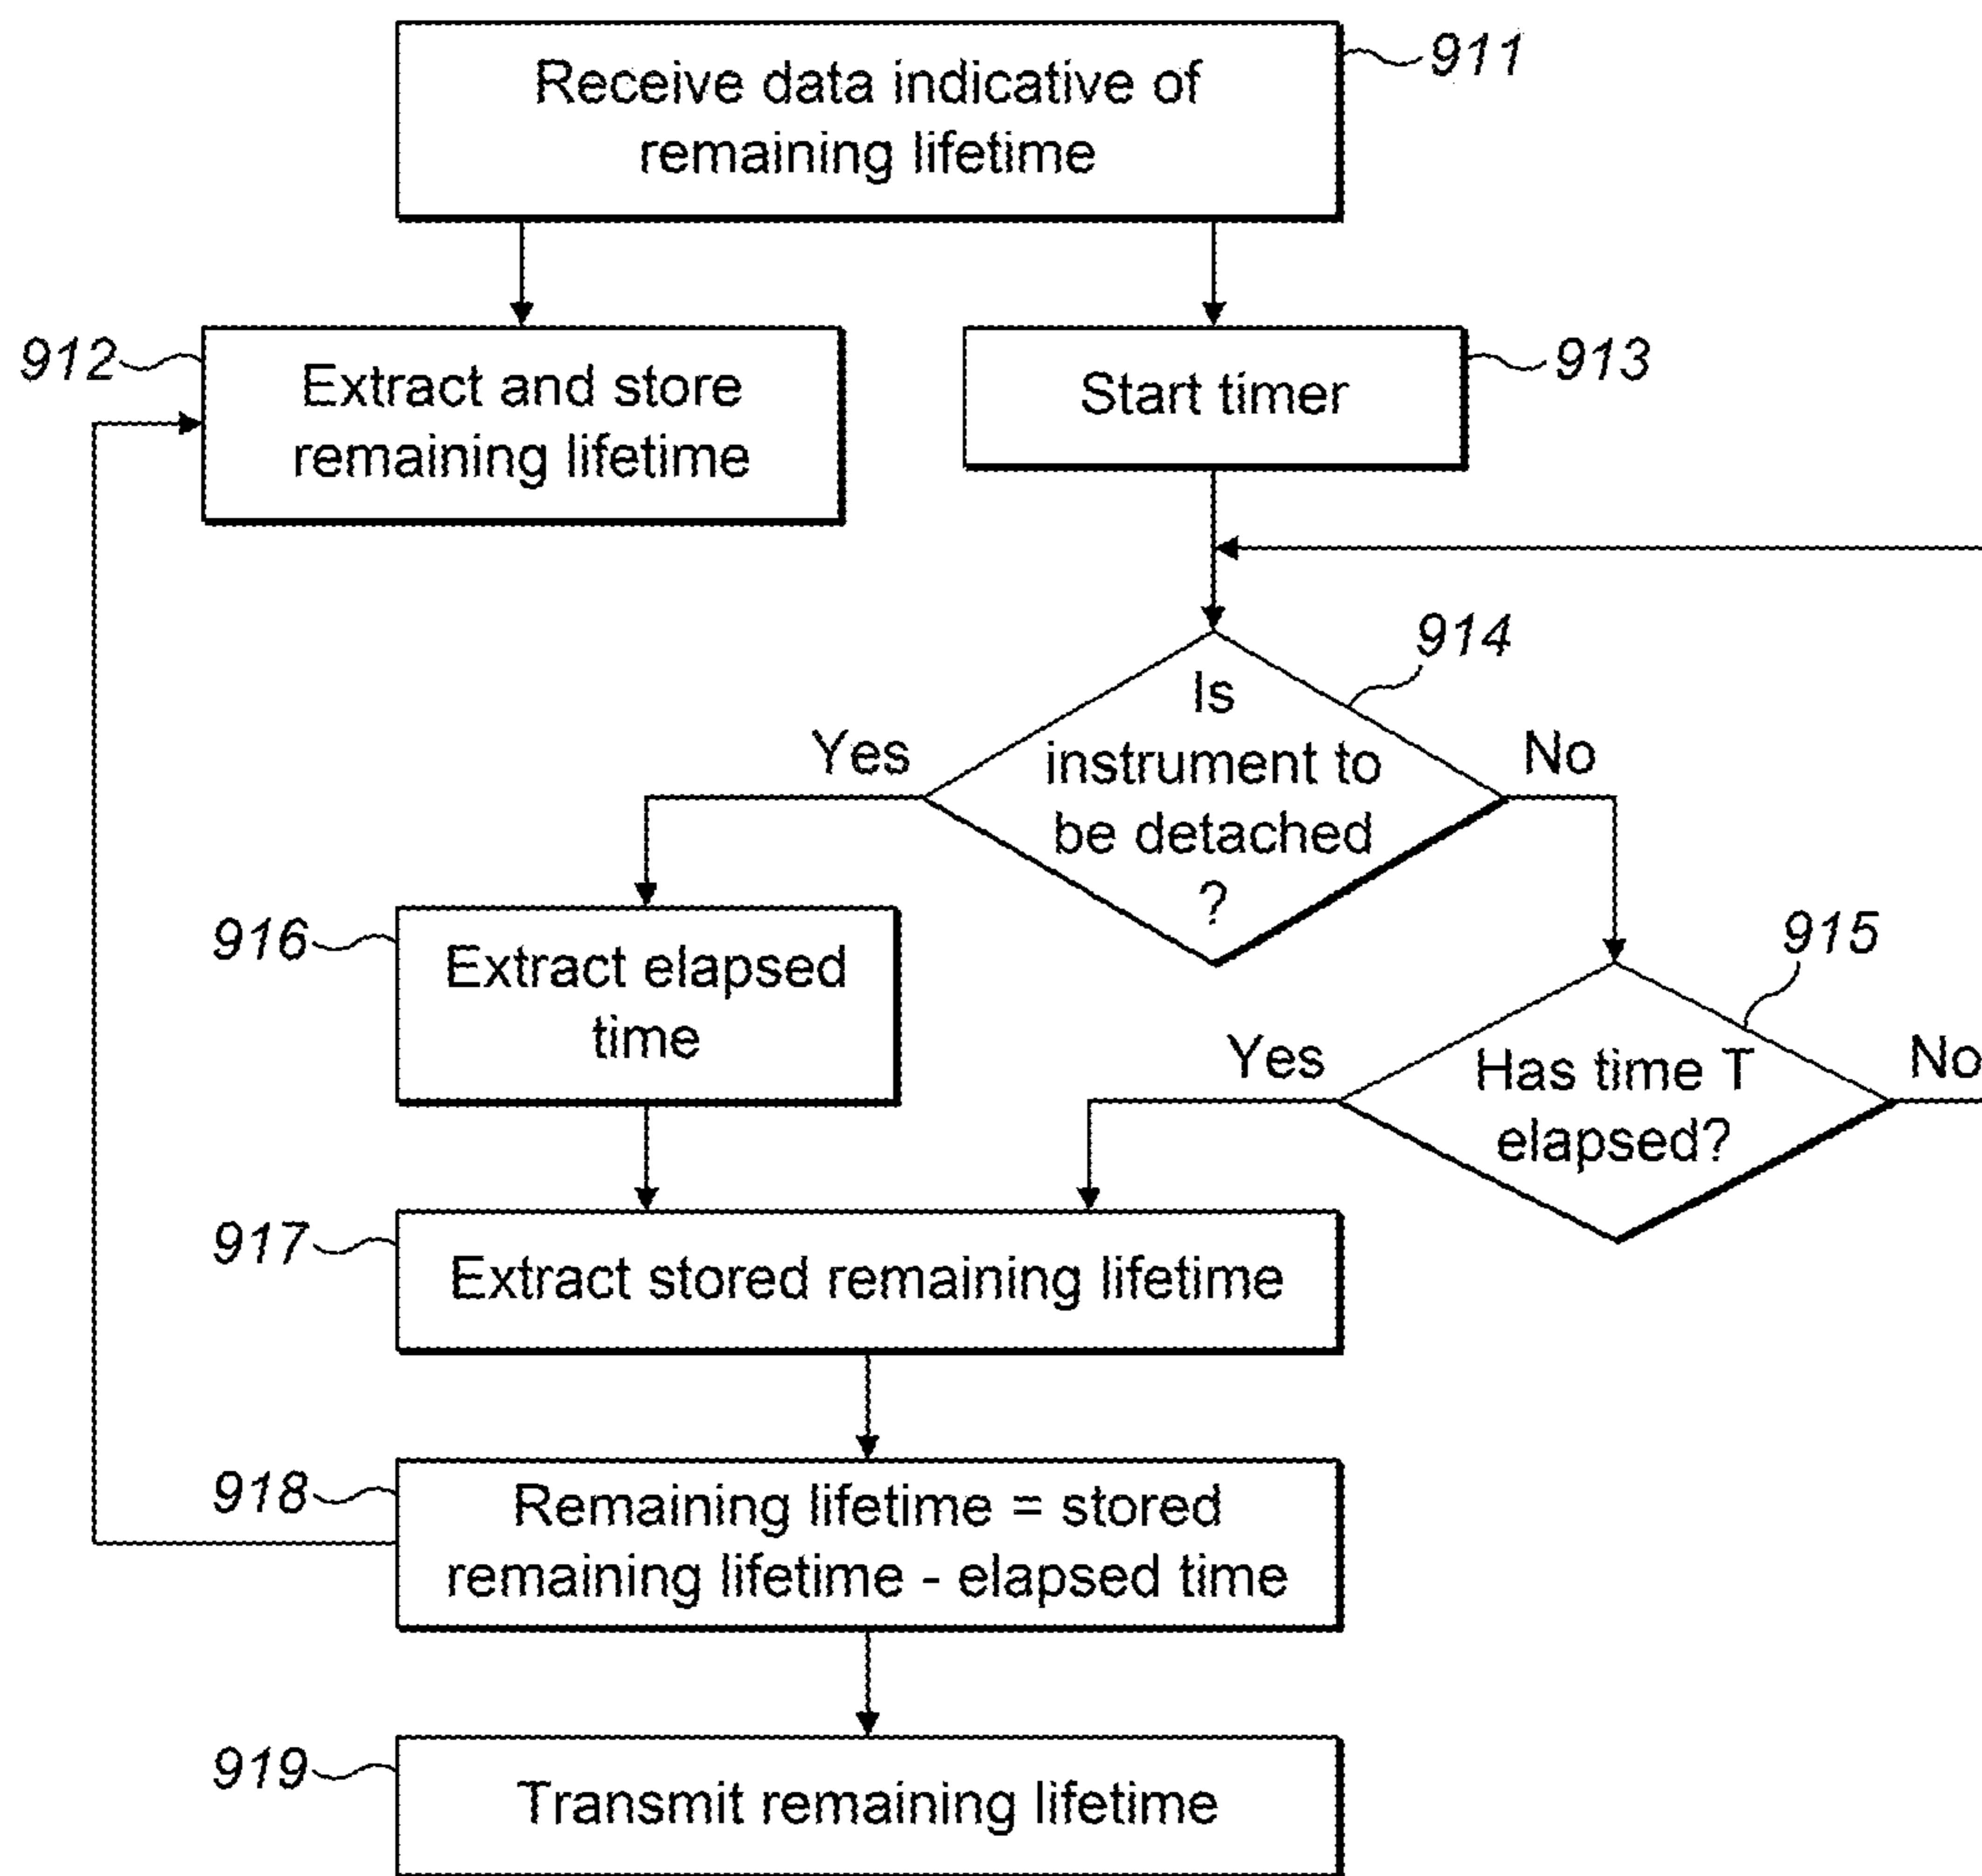 Receive data indicative of
remaining lifetime
911
912
Extract and store
remaining lifetime
Start timer
913
914
Is
instrument to
be detached
?
Yes
No
915
916
Extract elapsed
time
Has time T
elapsed?
Yes
No
917
Extract stored remaining lifetime
918
Remaining lifetime = stored
remaining lifetime - elapsed time
919
Transmit remaining lifetime